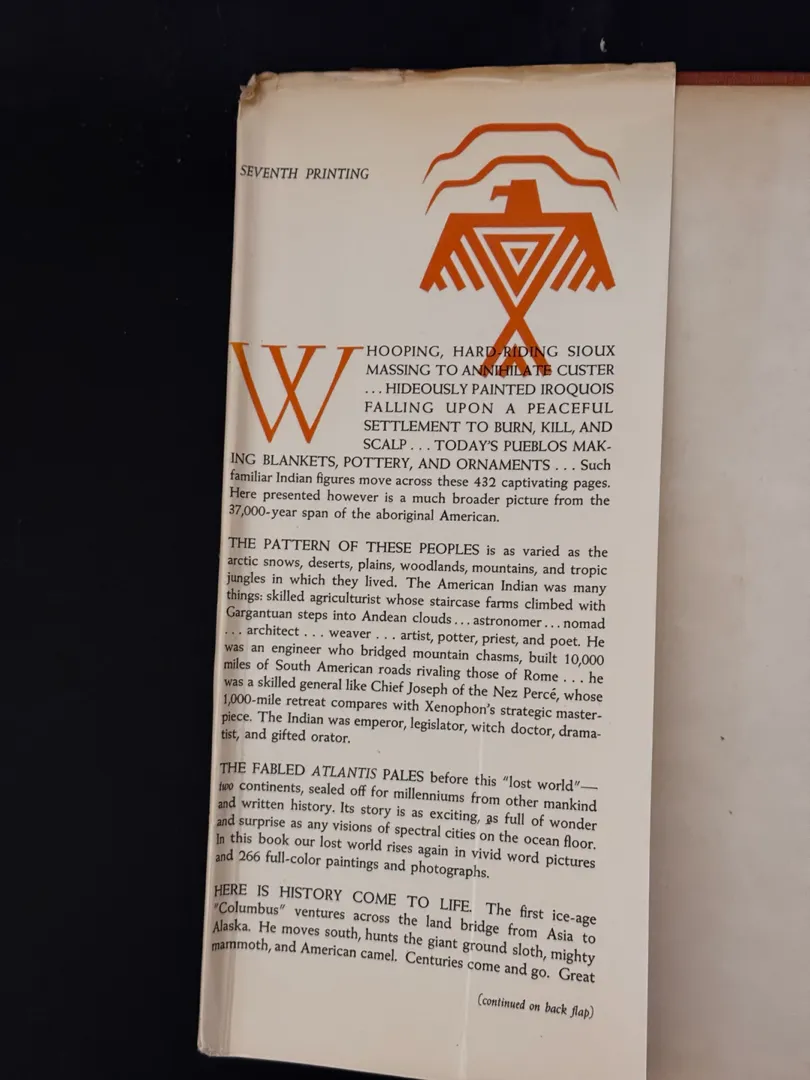 SEVENTH PRINTING
WHOOPING, HARD-RIDING SIOUX
MASSING TO ANNIHILATE CUSTER
... HIDEOUSLY PAINTED IROQUOIS
FALLING UPON A PEACEFUL
SETTLEMENT TO BURN, KILL, AND
SCALP ... TODAY'S PUEBLOS MAK-
ING BLANKETS, POTTERY, AND ORNAMENTS ... Such
familiar Indian figures move across these 432 captivating pages.
Here presented however is a much broader picture from the
37,000-year span of the aboriginal American.
THE PATTERN OF THESE PEOPLES is as varied as the
arctic snows, deserts, plains, woodlands, mountains, and tropic
jungles in which they lived. The American Indian was many
things: skilled agriculturist whose staircase farms climbed with
Gargantuan steps into Andean clouds ... astronomer ... nomad
... architect ... weaver ... artist, potter, priest, and poet. He
was an engineer who bridged mountain chasms, built 10,000
miles of South American roads rivaling those of Rome ... he
was a skilled general like Chief Joseph of the Nez Percé, whose
1,000-mile retreat compares with Xenophon's strategic master-
piece. The Indian was emperor, legislator, witch doctor, drama-
tist, and gifted orator.
THE FABLED ATLANTIS PALES before this "lost world"—
two continents, sealed off for millenniums from other mankind
and written history. Its story is as exciting, as full of wonder
and surprise as any visions of spectral cities on the ocean floor.
In this book our lost world rises again in vivid word pictures
and 266 full-color paintings and photographs.
HERE IS HISTORY COME TO LIFE. The first ice-age
"Columbus" ventures across the land bridge from Asia to
Alaska. He moves south, hunts the giant ground sloth, mighty
mammoth, and American camel. Centuries come and go. Great
(continued on back flap)